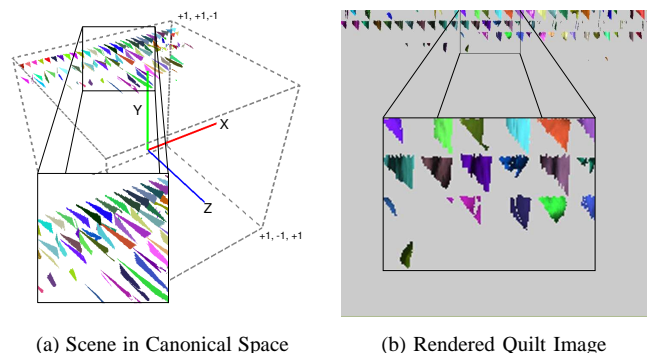 +1, +1,-1
Y
X
Z
+1, -1, +1
(a) Scene in Canonical Space
(b) Rendered Quilt Image